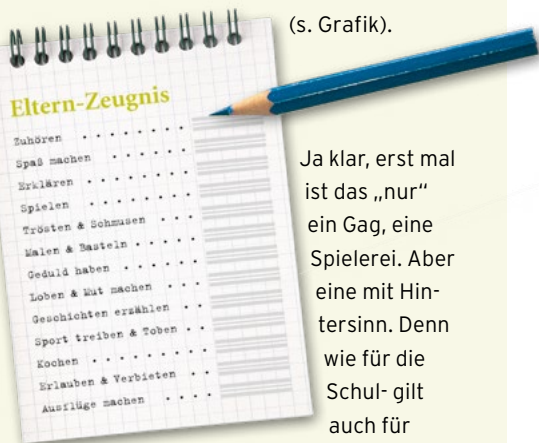 (s. Grafik).
Eltern-Zeugnis
Zuhören . . . . . . . .
Spaß machen . . . . . .
Erklären . . . . . . . .
Spielen . . . . . . . .
Trösten & Schmusen . . .
Malen & Basteln . . . . .
Geduld haben . . . . . .
Loben & Mut machen . . .
Geschichten erzählen . .
Sport treiben & Toben . .
Kochen . . . . . . . . .
Erlauben & Verbieten . .
Ausflüge machen . . . .
Ja klar, erst mal
ist das „nur“
ein Gag, eine
Spielerei. Aber
eine mit Hin-
tersinn. Denn
wie für die
Schul- gilt
auch für